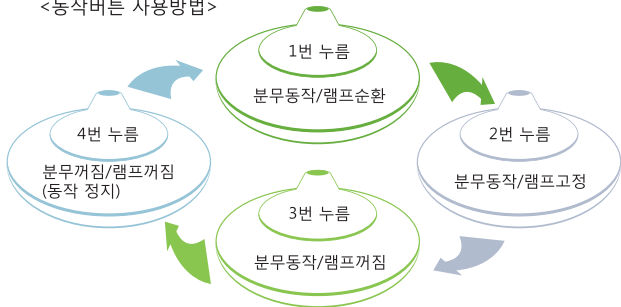 <동작버튼 사용방법>
1번 누름
분무동작/램프순환
2번 누름
분무동작/램프고정
3번 누름
분무동작/램프꺼짐
4번 누름
분무꺼짐/램프꺼짐
(동작 정지)